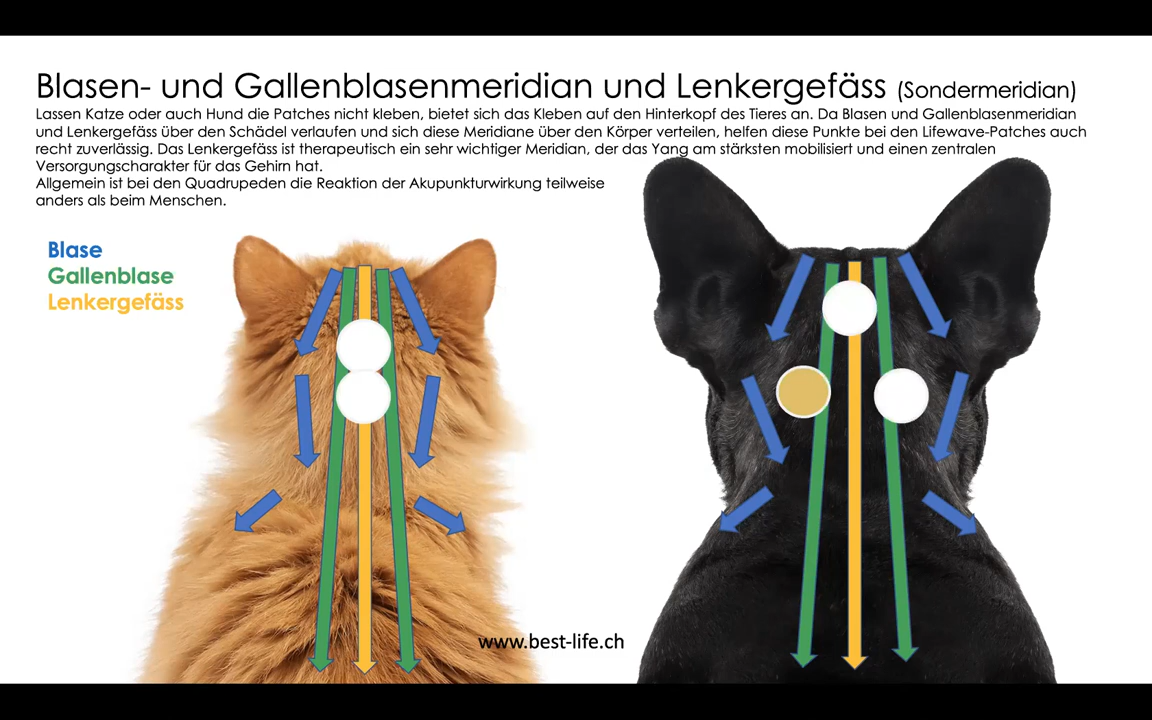 Blasen- und Gallenblasenmeridian und Lenkergefäss (Sondermeridian)
Lassen Katze oder auch Hund die Patches nicht kleben, bietet sich das Kleben auf den Hinterkopf des Tieres an. Da Blasen und Gallenblasenmeridian
und Lenkergefäss über den Schädel verlaufen und sich diese Meridiane über den Körper verteilen, helfen diese Punkte bei den Lifewave-Patches auch
recht zuverlässig. Das Lenkergefäss ist therapeutisch ein sehr wichtiger Meridian, der das Yang am stärksten mobilisiert und einen zentralen
Versorgungscharakter für das Gehirn hat.
Allgemein ist bei den Quadrupeden die Reaktion der Akupunkturwirkung teilweise
anders als beim Menschen.
Blase
Gallenblase
Lenkergefäss
www.best-life.ch